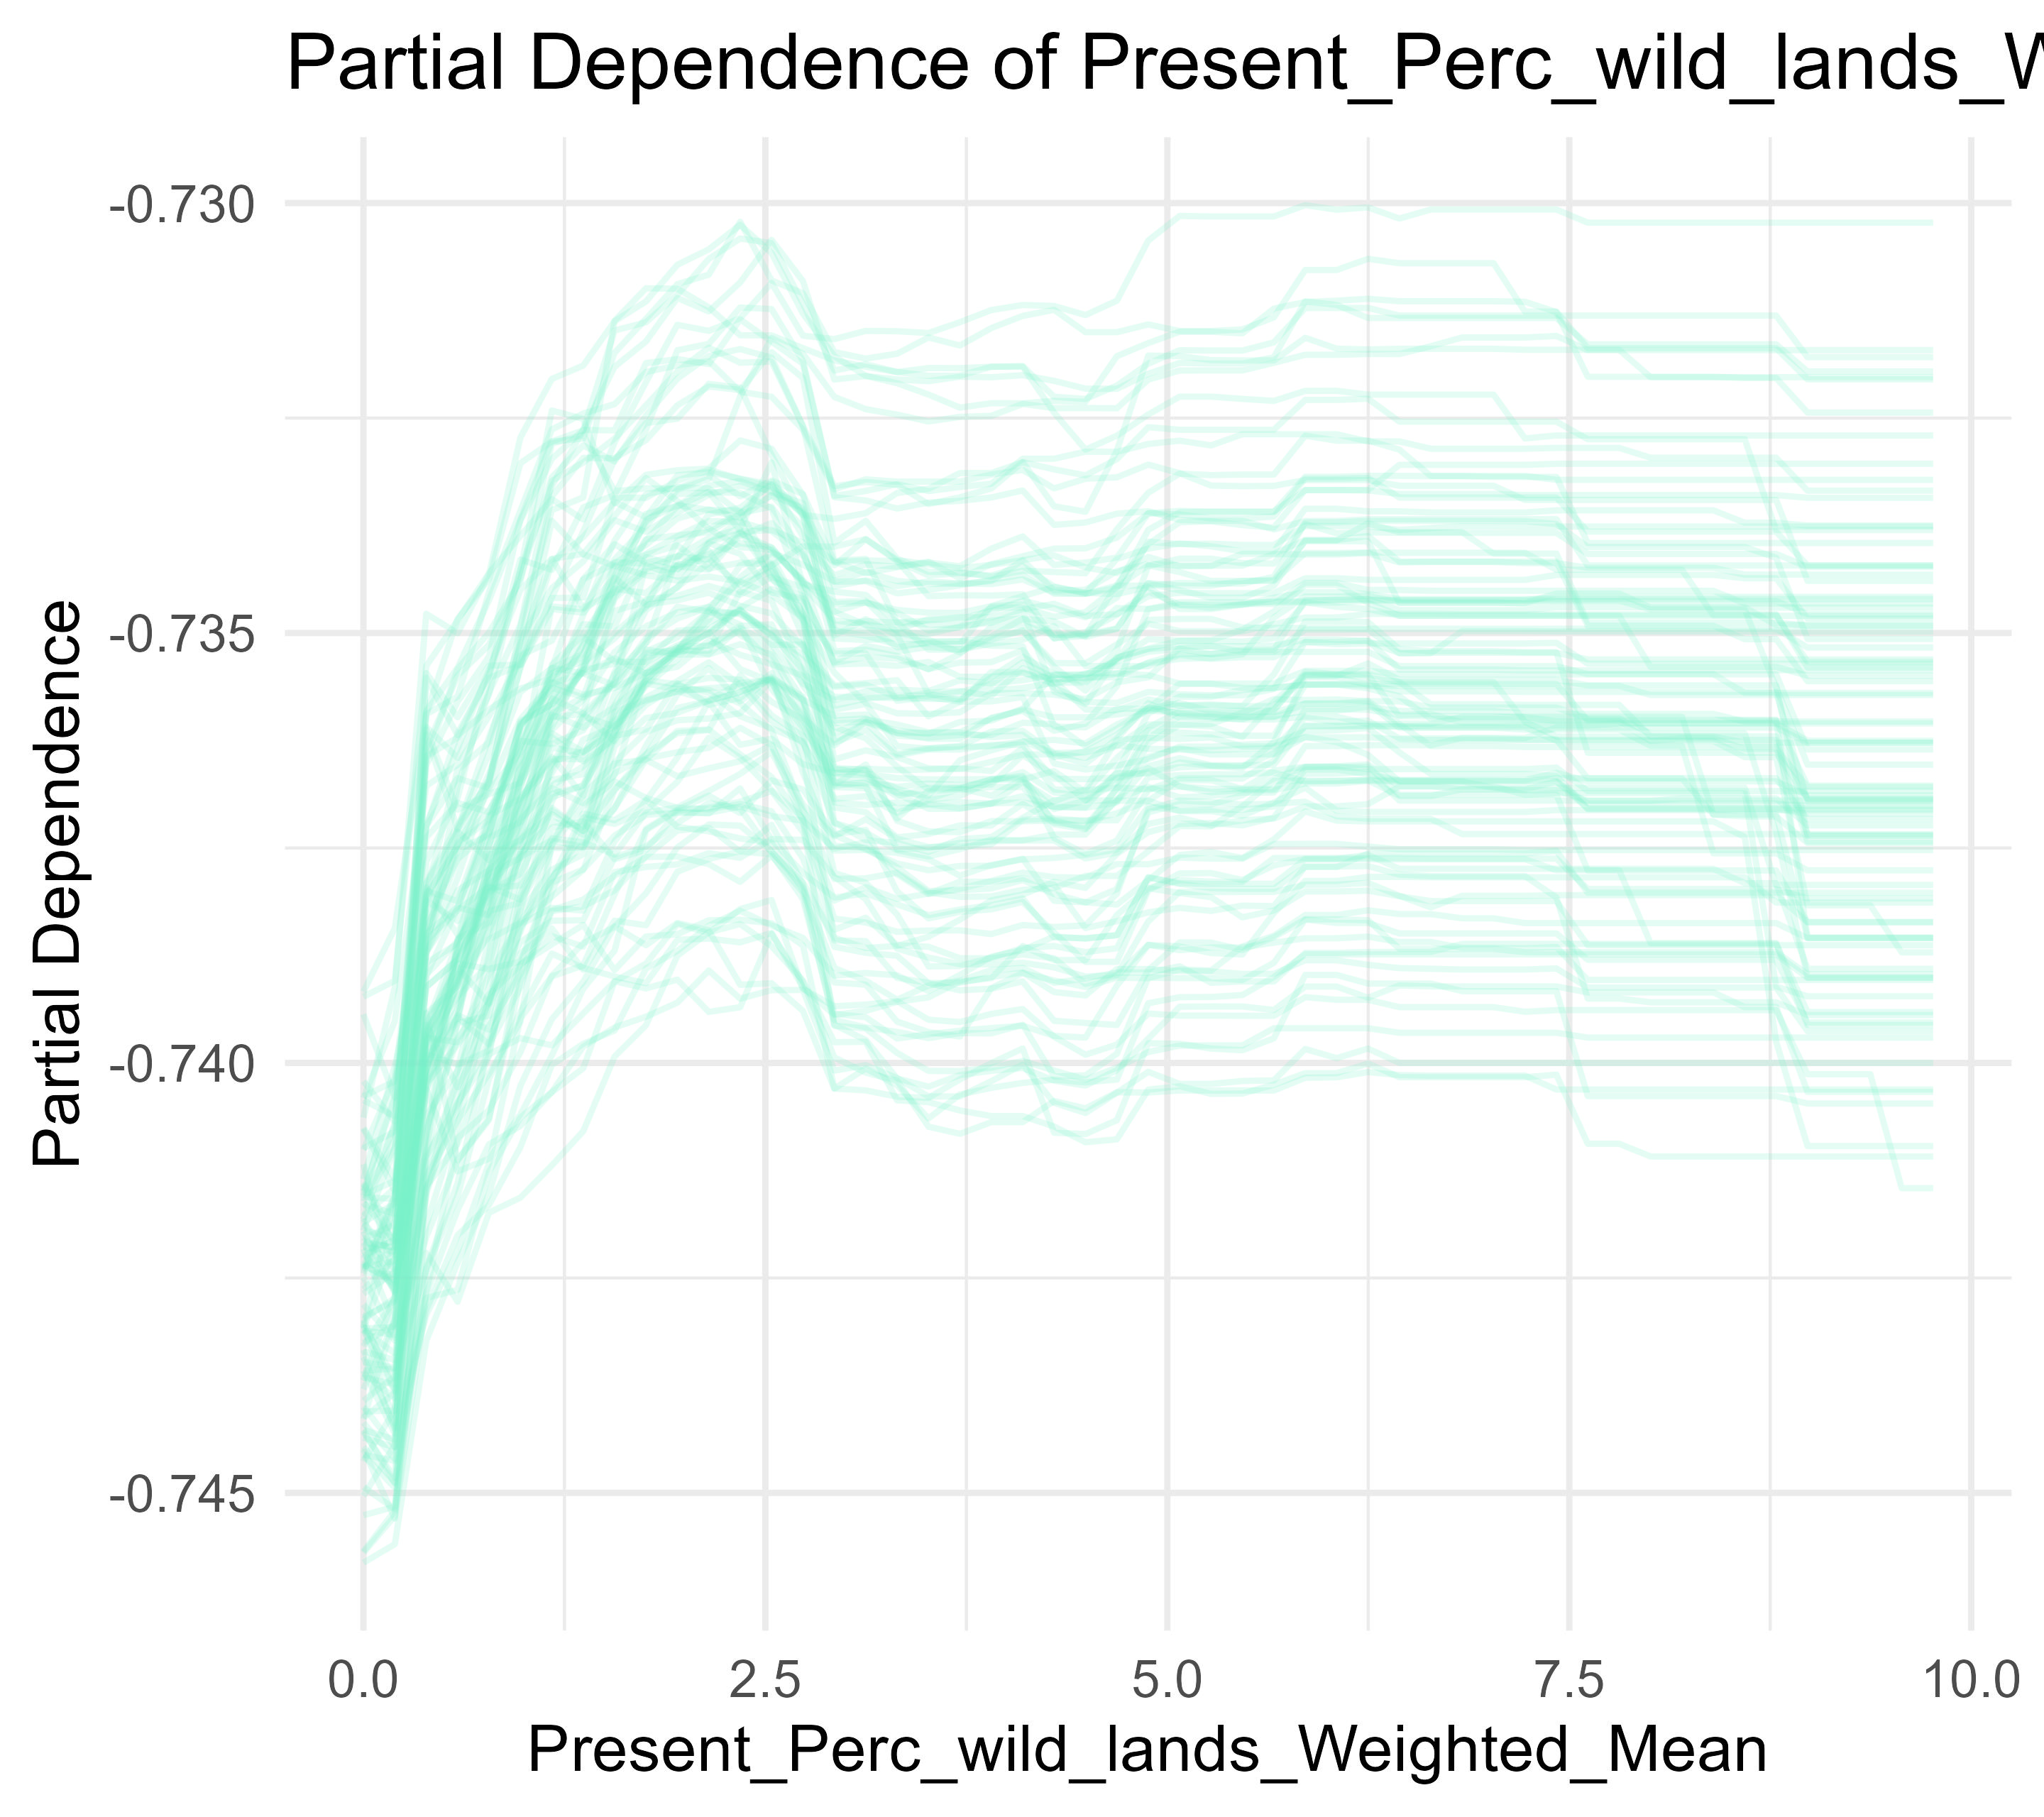 Partial Dependence of Present_Perc_wild_lands_W
-0.730
-0.735
-0.740
-0.745
Partial Dependence
0.0 2.5 5.0 7.5 10.0
Present_Perc_wild_lands_Weighted_Mean